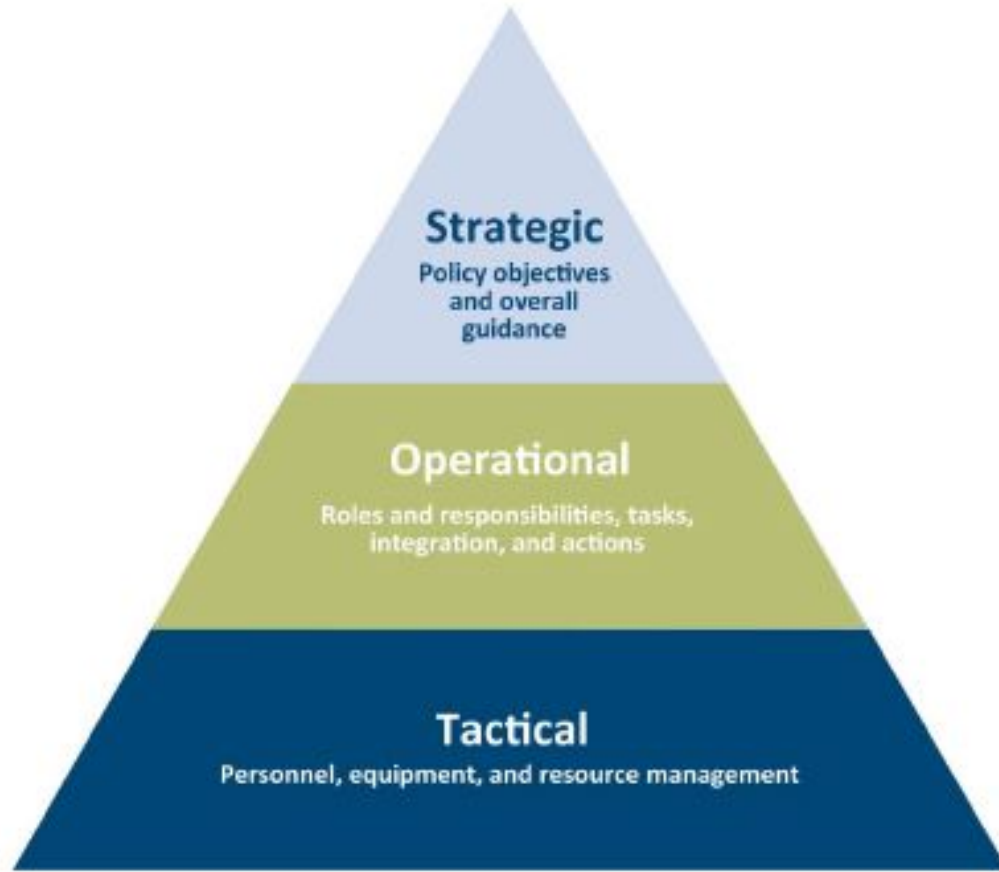 Strategic
Policy objectives
and overall
guidance
Operational
Roles and responsibilities, tasks,
integration, and actions
Tactical
Personnel, equipment, and resource management